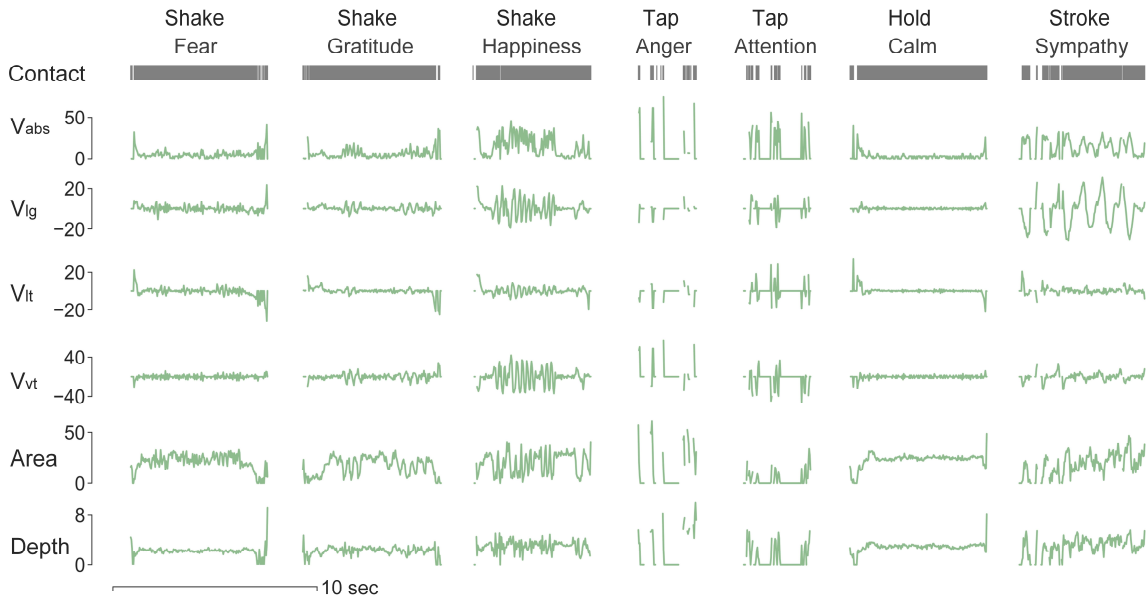 Shake Shake Shake Tap Tap Hold Stroke
Fear Gratitude Happiness Anger Attention Calm Sympathy
Contact
Vabs 50 0
Vlg 20 −20
Vlt 20 −20
Vvt 40 −40
Area 50 0
Depth 8 0
10 sec